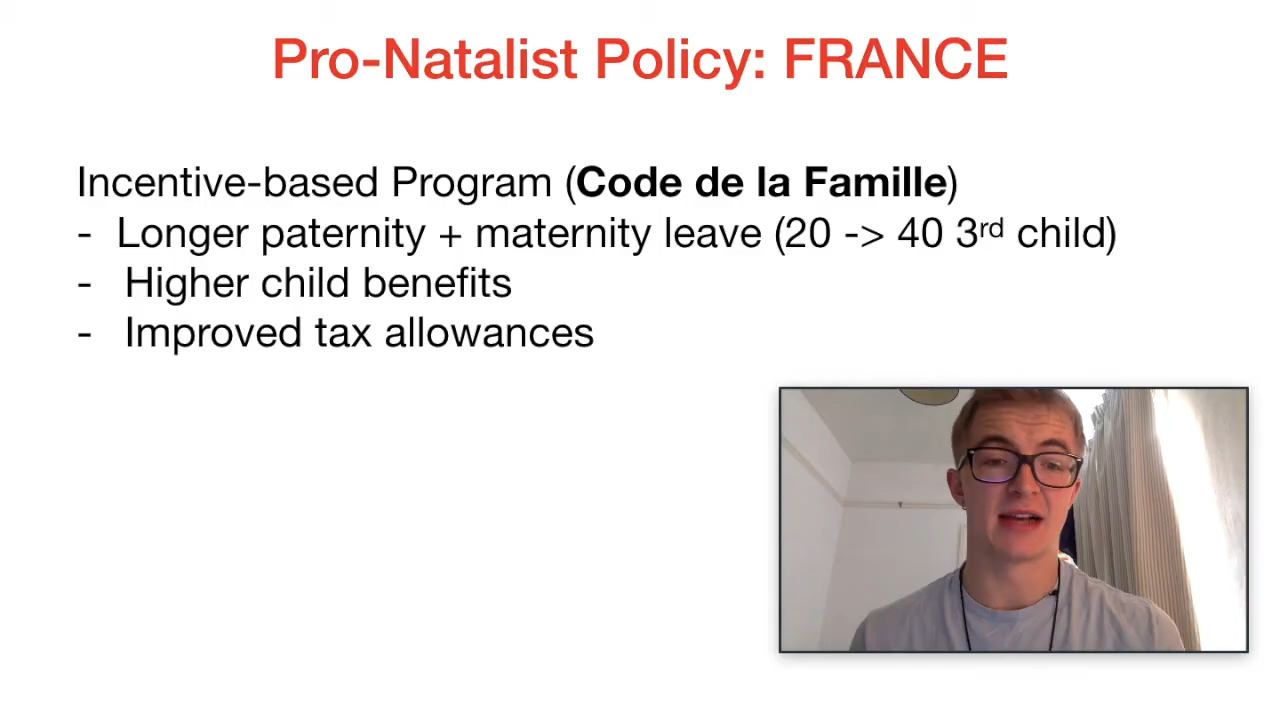 Pro-Natalist Policy: FRANCE
Incentive-based Program (Code de la Famille)
- Longer paternity + maternity leave (20 -> 40 3rd child)
- Higher child benefits
- Improved tax allowances